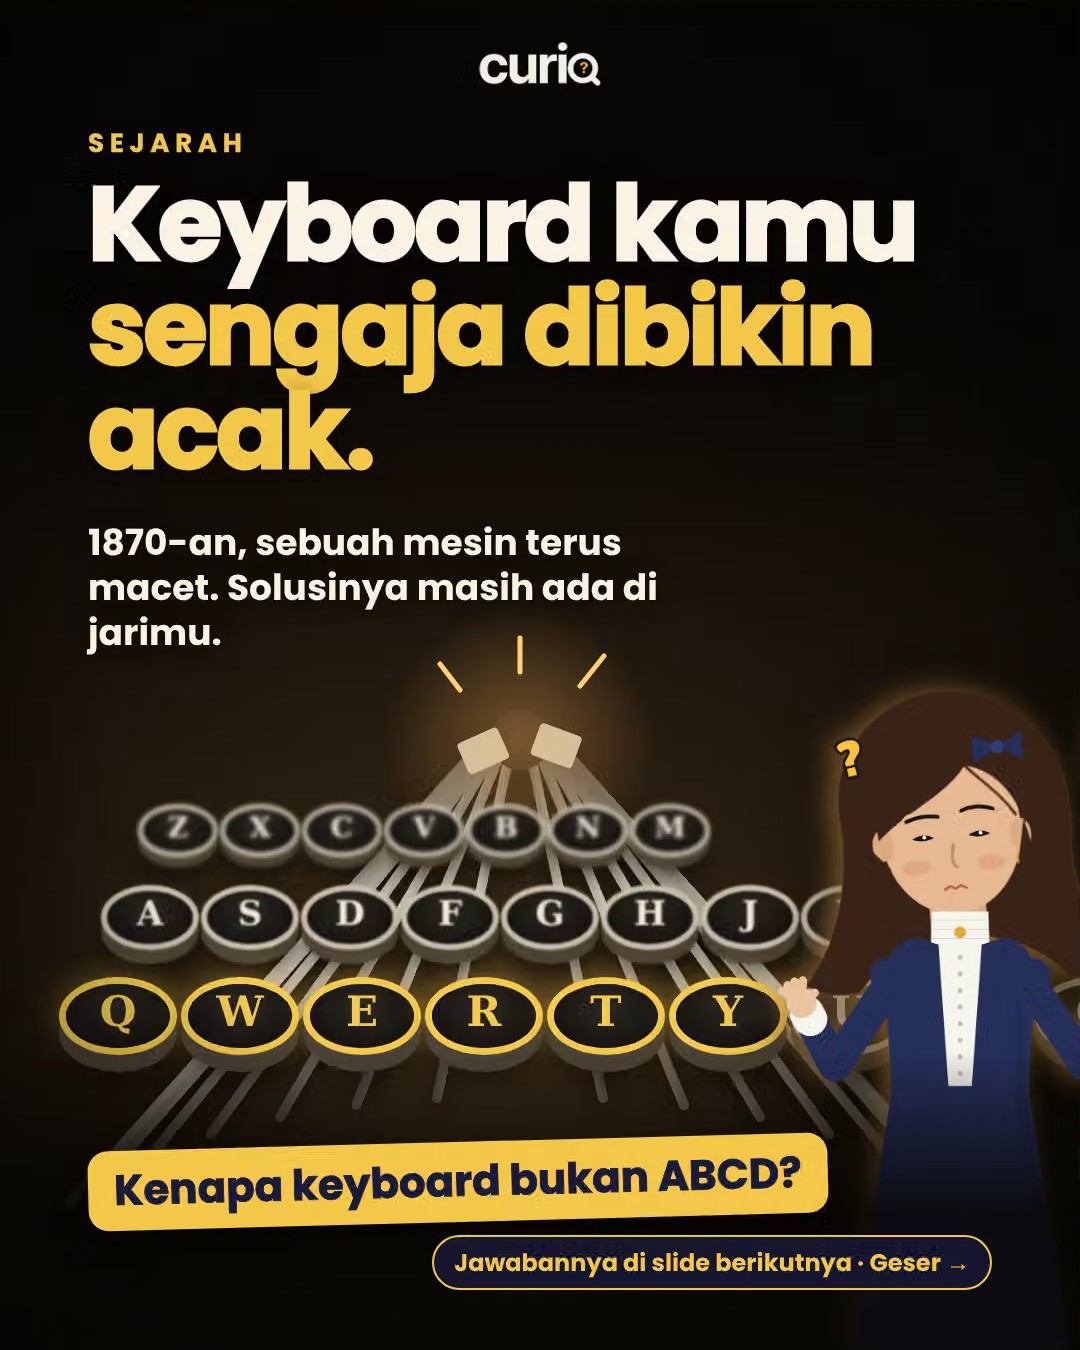 curiq
SEJARAH
Keyboard kamu
sengaja dibikin
acak.
1870-an, sebuah mesin terus
macet. Solusinya masih ada di
jarimu.
?
Z X C V B N M
A S D F G H J
Q W E R T Y U
Kenapa keyboard bukan ABCD?
Jawabannya di slide berikutnya · Geser →